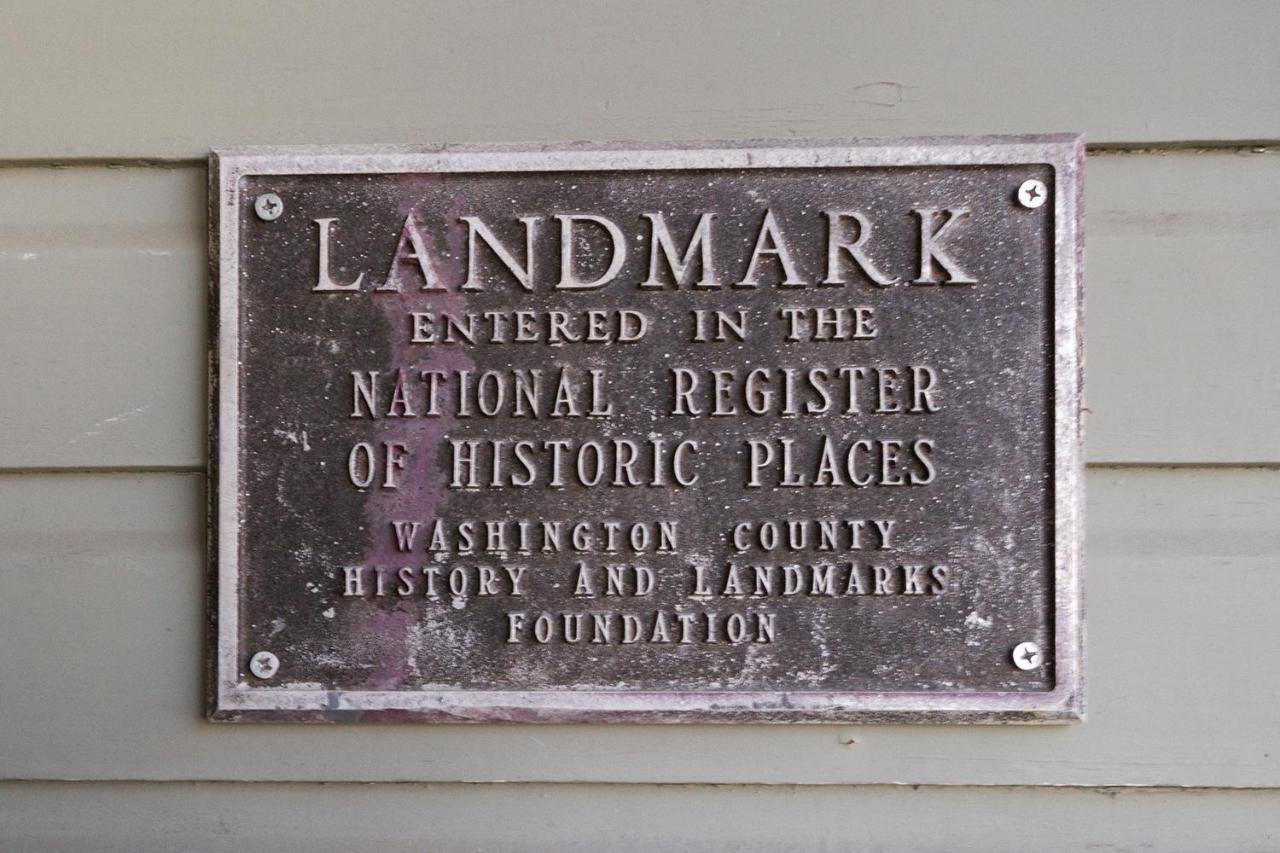 LANDMARK
ENTERED IN THE
NATIONAL REGISTER
OF HISTORIC PLACES
WASHINGTON COUNTY
HISTORY AND LANDMARKS
FOUNDATION